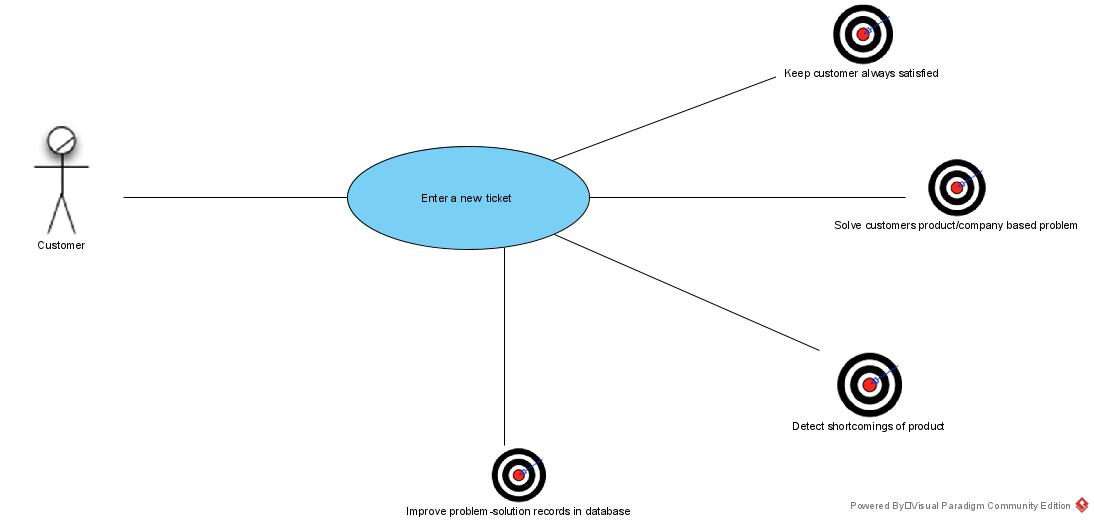 Keep customer always satisfied
Enter a new ticket
Solve customers product/company based problem
Customer
Detect shortcomings of product
Improve problem-solution records in database
Powered By Visual Paradigm Community Edition